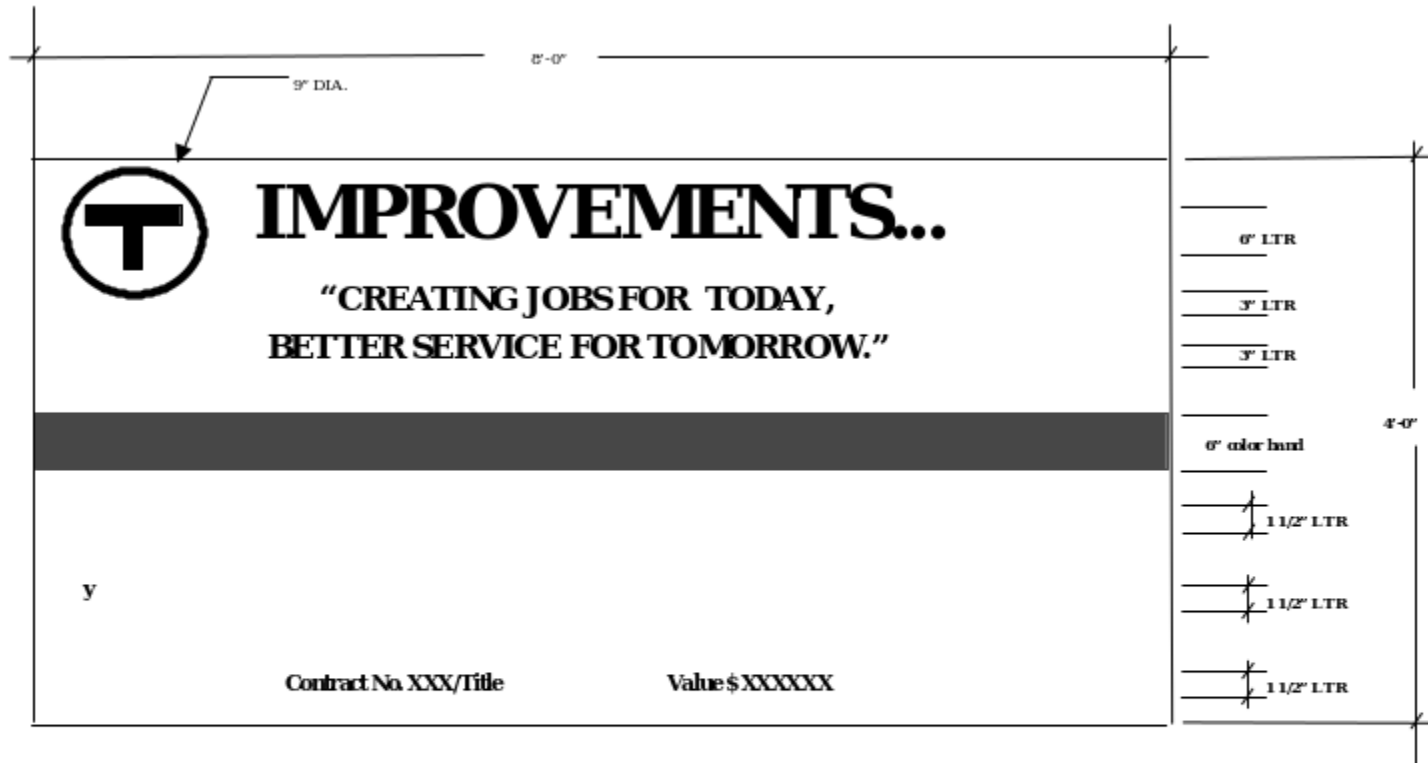 8'-0"
9" DIA.
T
IMPROVEMENTS...
6" LTR
“CREATING JOBS FOR TODAY,
3" LTR
BETTER SERVICE FOR TOMORROW.”
3" LTR
4'-0"
6" color band
1 1/2" LTR
y
1 1/2" LTR
Contract No. XXX/Title Value $ XXXXXX
1 1/2" LTR